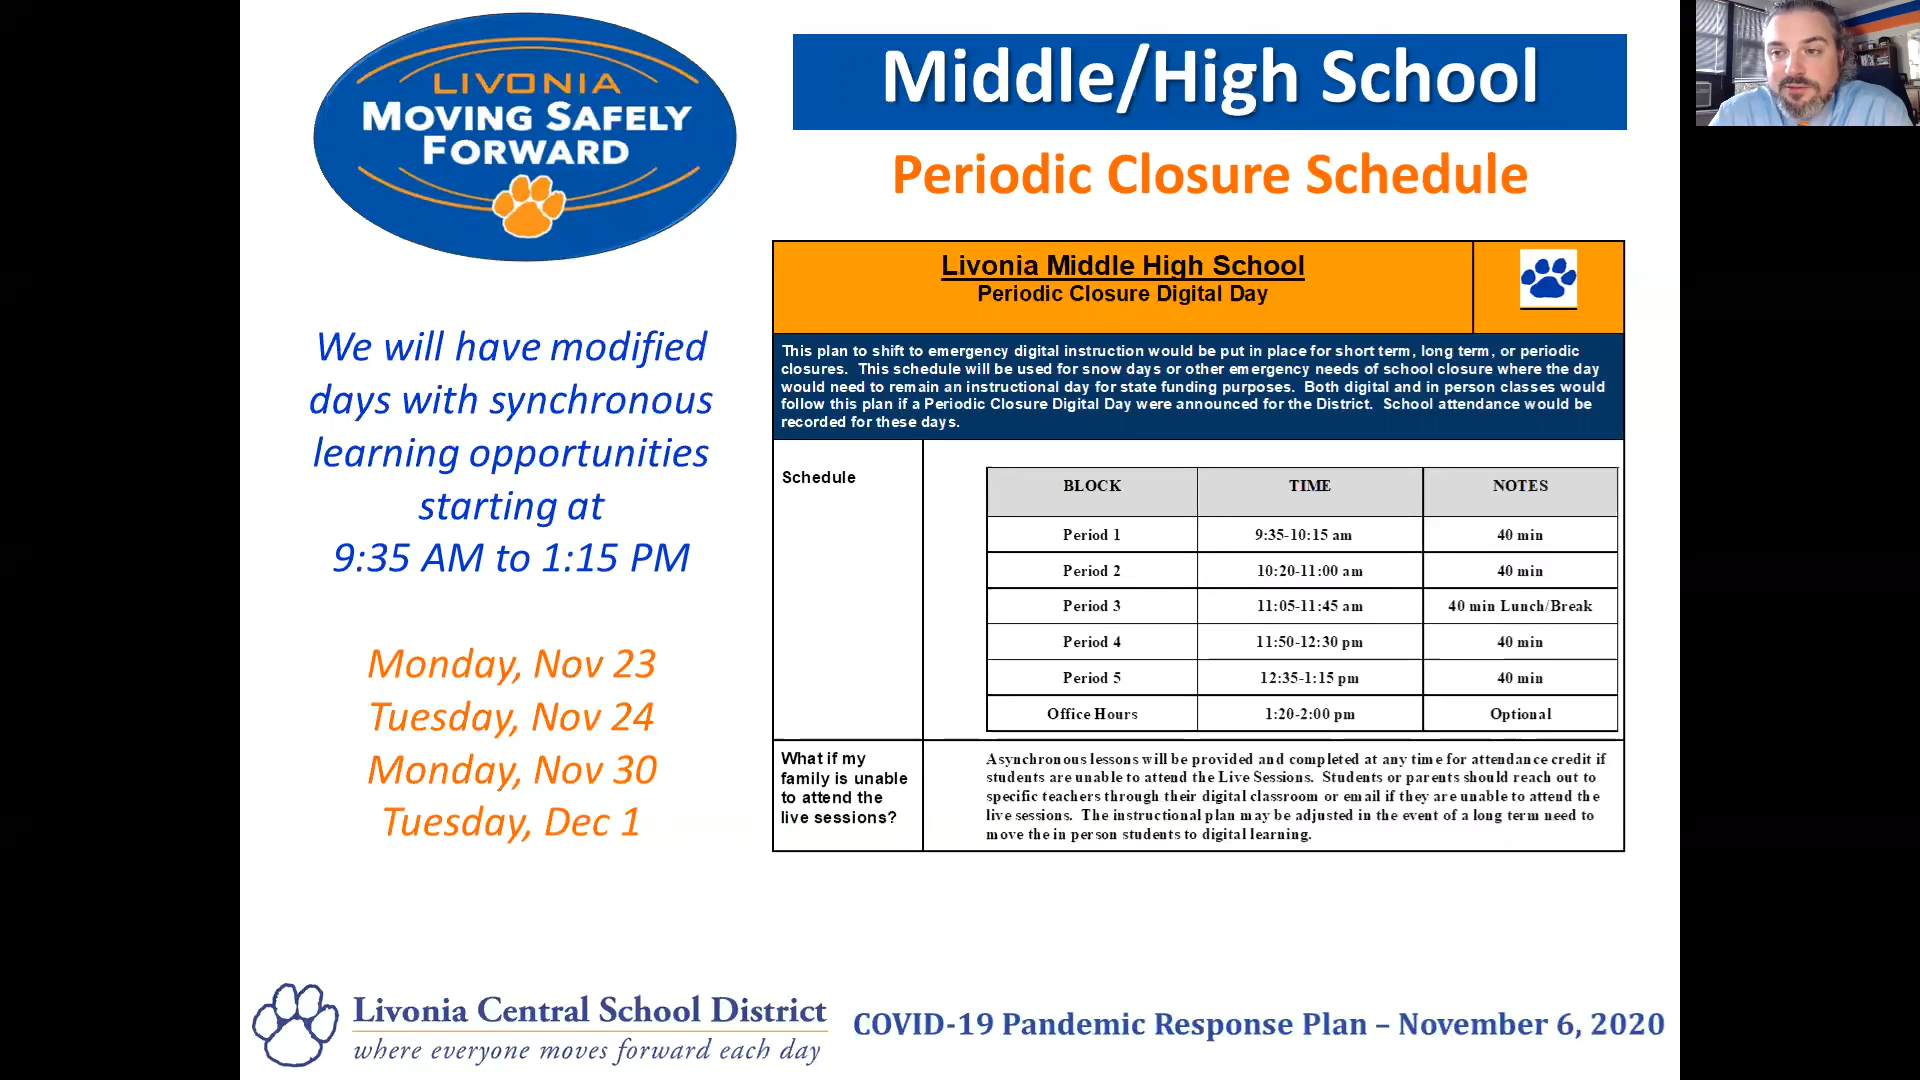 LIVONIA
MOVING SAFELY
FORWARD
Middle/High School
Periodic Closure Schedule
We will have modified
days with synchronous
learning opportunities
starting at
9:35 AM to 1:15 PM
Monday, Nov 23
Tuesday, Nov 24
Monday, Nov 30
Tuesday, Dec 1
Livonia Middle High School
Periodic Closure Digital Day
This plan to shift to emergency digital instruction would be put in place for short term, long term, or periodic
closures. This schedule will be used for snow days or other emergency needs of school closure where the day
would need to remain an instructional day for state funding purposes. Both digital and in person classes would
follow this plan if a Periodic Closure Digital Day were announced for the District. School attendance would be
recorded for these days.
Schedule
BLOCK TIME NOTES
Period 1 9:35-10:15 am 40 min
Period 2 10:20-11:00 am 40 min
Period 3 11:05-11:45 am 40 min Lunch/Break
Period 4 11:50-12:30 pm 40 min
Period 5 12:35-1:15 pm 40 min
Office Hours 1:20-2:00 pm Optional
What if my
family is unable
to attend the
live sessions?
Asynchronous lessons will be provided and completed at any time for attendance credit if
students are unable to attend the Live Sessions. Students or parents should reach out to
specific teachers through their digital classroom or email if they are unable to attend the
live sessions. The instructional plan may be adjusted in the event of a long term need to
move the in person students to digital learning.
Livonia Central School District
where everyone moves forward each day
COVID-19 Pandemic Response Plan – November 6, 2020